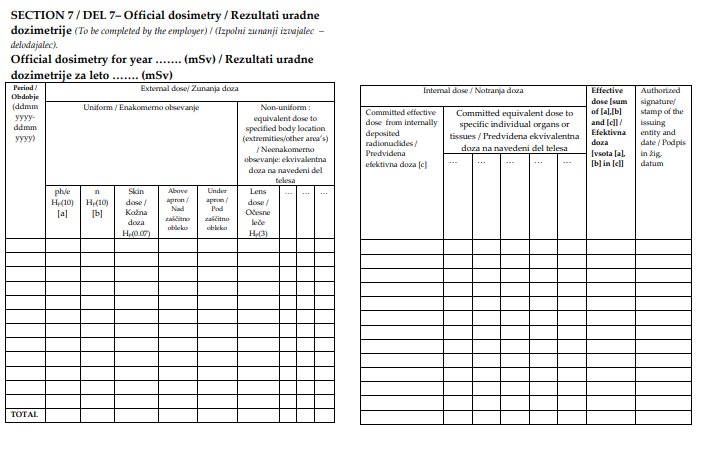 SECTION 7 / DEL 7– Official dosimetry / Rezultati uradne
dozimetrije (To be completed by the employer) / (Izpolni zunanji izvajalec –
delodajalec).
Official dosimetry for year ……. (mSv) / Rezultati uradne
dozimetrije za leto ……. (mSv)
Period /
Obdobje
(ddmm
yyyy-
ddmm
yyyy)
External dose/ Zunanja doza
Uniform / Enakomerno obsevanje
Non-uniform :
equivalent dose to
specified body location
(extremities/other area's)
/ Neenakomerno
obsevanje: ekvivalentna
doza na navedeni del
telesa
ph/e
Hₚ(10)
[a]
n
Hₚ(10)
[b]
Skin
dose /
Kožna
doza
Hₚ(0.07)
Above
apron /
Nad
zaščitno
obleko
Under
apron /
Pod
zaščitno
obleko
Lens
dose /
Očesne
leče
Hₚ(3)
…
…
…
TOTAL
Internal dose / Notranja doza
Committed effective
dose from internally
deposited
radionuclides /
Predvidena
efektivna doza [c]
Committed equivalent dose to
specific individual organs or
tissues / Predvidena ekvivalentna
doza na navedeni del telesa
…
…
…
…
…
Effective
dose [sum
of [a],[b]
and [c]] /
Efektivna
doza
[vsota [a],
[b] in [c]]
Authorized
signature/
stamp of the
issuing
entity and
date / Podpis
in žig,
datum